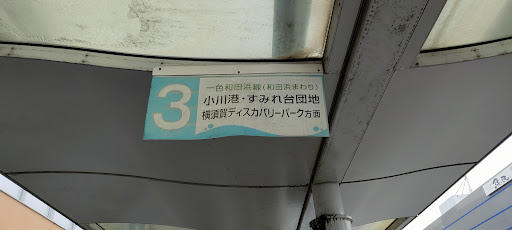 3
一色和田浜線(和田浜まわり)
小川港・すみれ台団地
横須賀ディスカバリーパーク方面